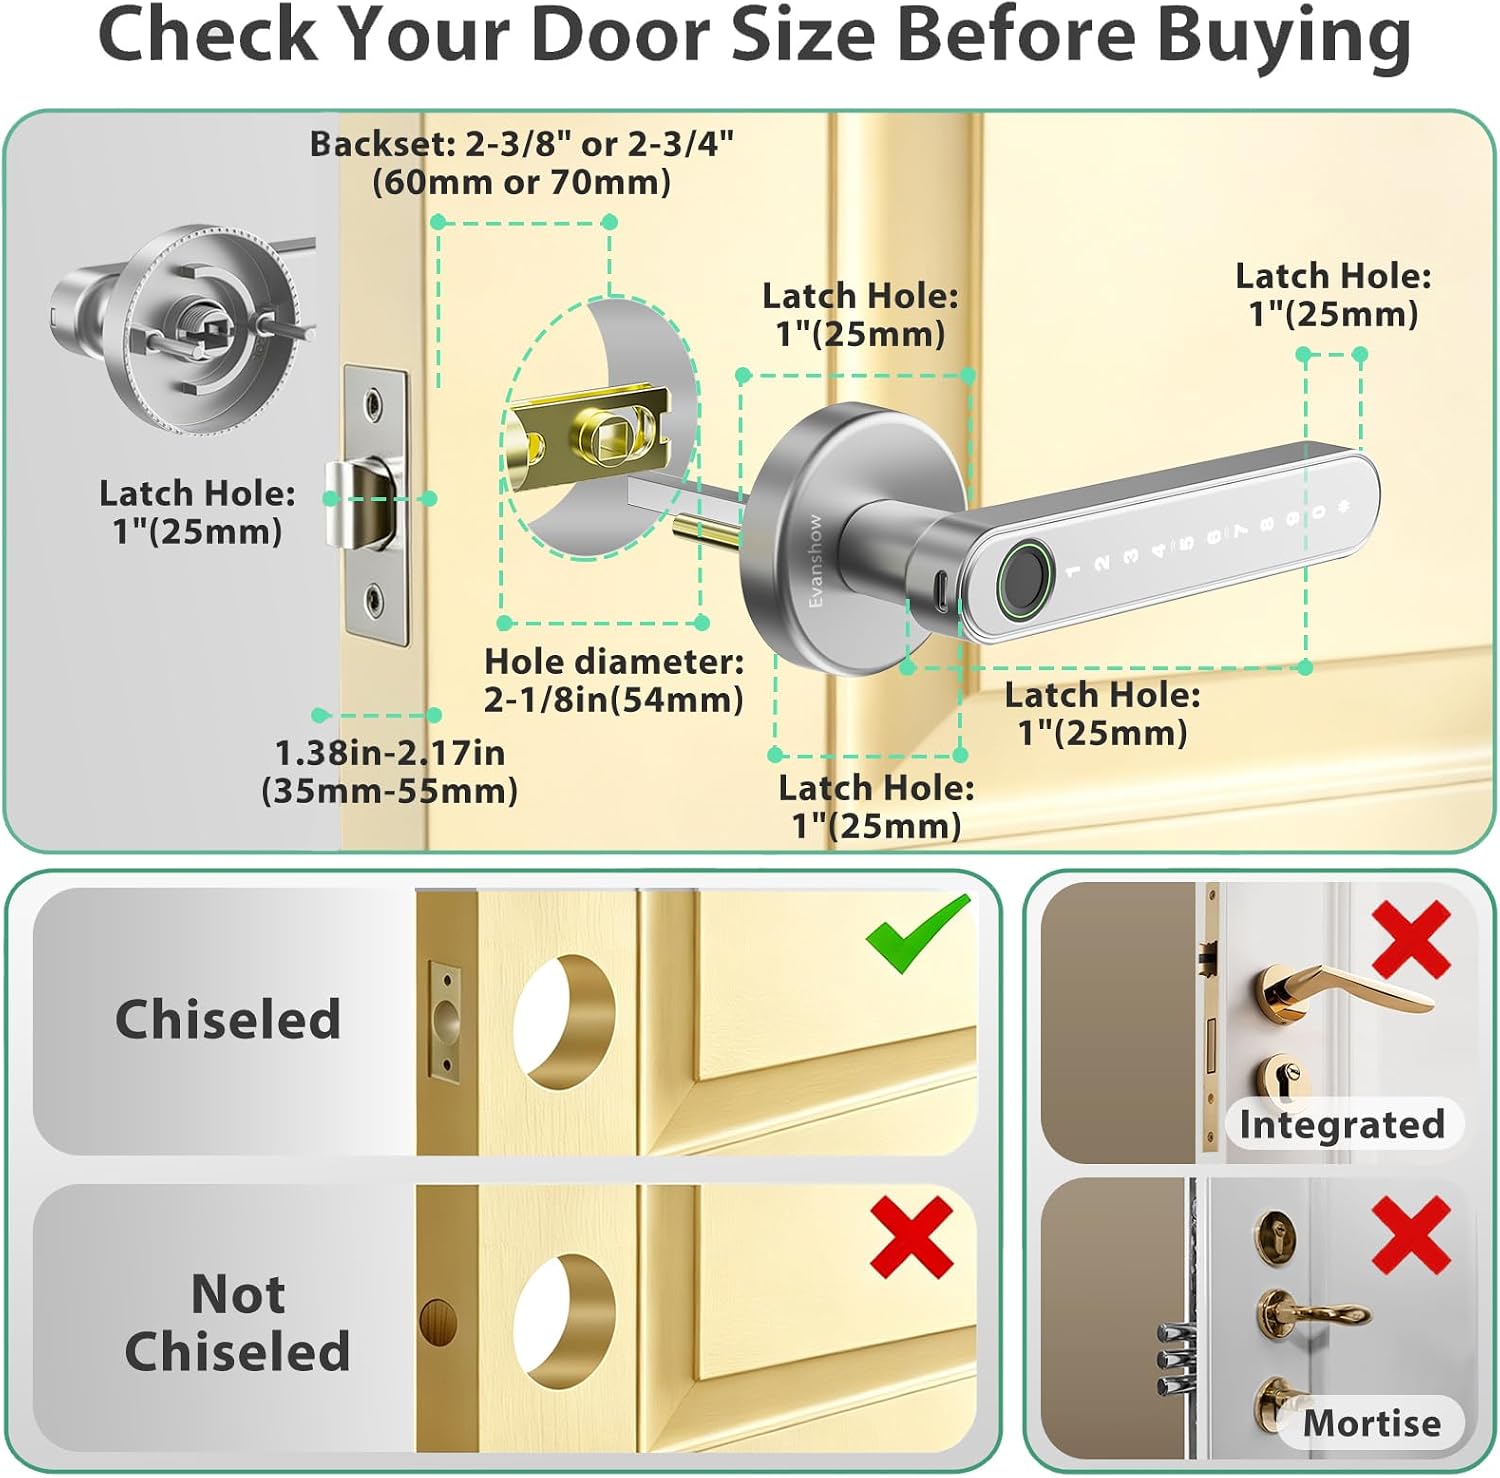 Check Your Door Size Before Buying
Backset: 2-3/8" or 2-3/4"
(60mm or 70mm)
Latch Hole:
1"(25mm)
Latch Hole:
1"(25mm)
Latch Hole:
1"(25mm)
Evanshow
1 2 3 4 5 6 7 8 9 0 *
Hole diameter:
2-1/8in(54mm)
Latch Hole:
1"(25mm)
1.38in-2.17in
(35mm-55mm)
Latch Hole:
1"(25mm)
Chiseled
Not
Chiseled
Integrated
Mortise